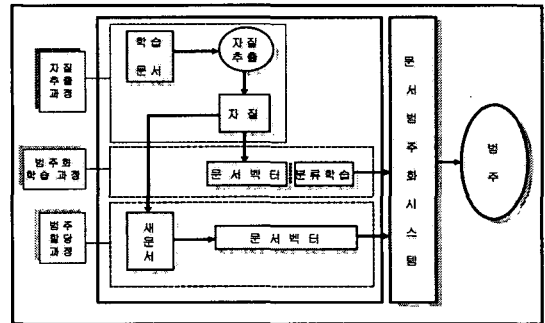 자질
추출
과정
학습
문서
자질
추출
자질
범주화
학습 과정
문서벡터
분류학습
범주
할당
과정
새
문
서
문서벡터
문
서
범
주
화
시
스
템
범
주